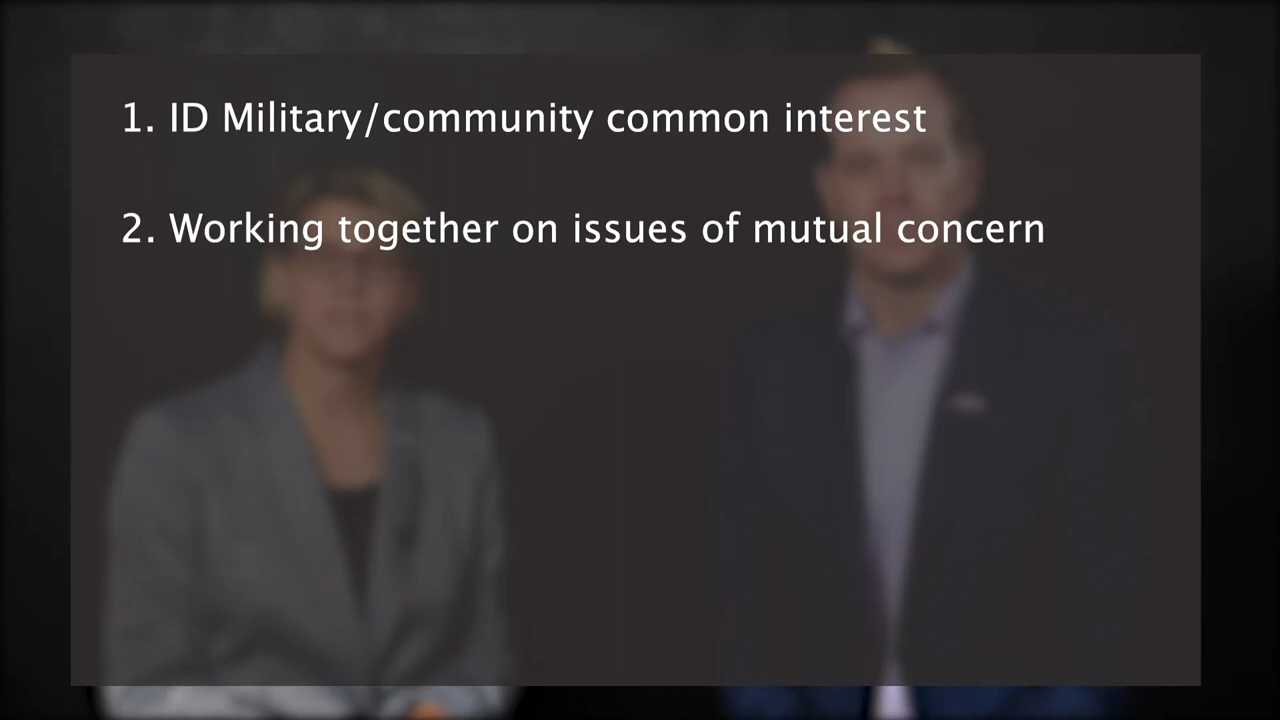 1. ID Military/community common interest
2. Working together on issues of mutual concern